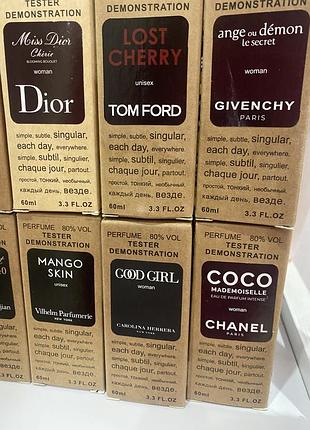 TESTER
DEMONSTRATION
Miss Dior
Chérie
BLOOMING BOUQUET
woman
Dior
simple, subtle, singular,
each day, everywhere.
simple, subtil, singulier,
chaque jour, partout.
простой, тонкий, необычный,
каждый день, везде.
60ml 3.3 FL.OZ
DEMONSTRATION
LOST
CHERRY
unisex
TOM FORD
simple, subtle, singular,
each day, everywhere.
simple, subtil, singulier,
chaque jour, partout.
простой, тонкий, необычный,
каждый день, везде.
60ml 3.3 FL.OZ
DEMONSTRATION
ange ou démon
le secret
woman
GIVENCHY
PARIS
simple, subtle, singular,
each day, everywhere.
simple, subtil, singulier,
chaque jour, partout.
простой, тонкий, необычный,
каждый день, везде.
60ml 3.3 FL.OZ
PERFUME 80% VOL
TESTER
DEMONSTRATION
MANGO
SKIN
unisex
Vilhelm Parfumerie
NEW YORK
simple, subtle, singular,
each day, everywhere.
simple, subtil, singulier,
chaque jour, partout.
простой, тонкий, необычный,
каждый день, везде.
60ml 3.3 FL.OZ
PERFUME 80% VOL
TESTER
DEMONSTRATION
GOOD GIRL
woman
CAROLINA HERRERA
NEW YORK
simple, subtle, singular,
each day, everywhere.
simple, subtil, singulier,
chaque jour, partout.
простой, тонкий, необычный,
каждый день, везде.
60ml 3.3 FL.OZ
PERFUME 80% VOL
TESTER
DEMONSTRATION
COCO
MADEMOISELLE
EAU DE PARFUM INTENSE
woman
CHANEL
PARIS
simple, subtle, singular,
each day, everywhere.
simple, subtil, singulier,
chaque jour, partout.
простой, тонкий, необычный,
каждый день, везде.
60ml 3.3 FL.OZ